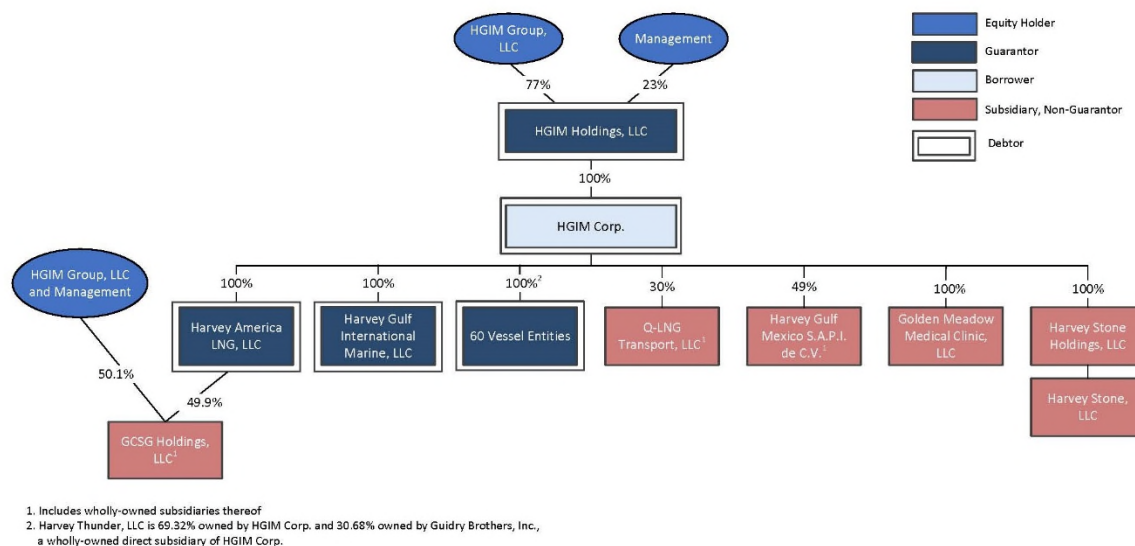 HGIM Group,
LLC
Management
77%
23%
HGIM Holdings, LLC
100%
HGIM Corp.
Equity Holder
Guarantor
Borrower
Subsidiary, Non-Guarantor
Debtor
HGIM Group, LLC
and Management
50.1%
49.9%
100%
Harvey America
LNG, LLC
100%
Harvey Gulf
International
Marine, LLC
100%2
60 Vessel Entities
30%
Q-LNG
Transport, LLC1
49%
Harvey Gulf
Mexico S.A.P.I.
de C.V.1
100%
Golden Meadow
Medical Clinic,
LLC
100%
Harvey Stone
Holdings, LLC
Harvey Stone,
LLC
GCSG Holdings,
LLC1
1. Includes wholly-owned subsidiaries thereof
2. Harvey Thunder, LLC is 69.32% owned by HGIM Corp. and 30.68% owned by Guidry Brothers, Inc.,
a wholly-owned direct subsidiary of HGIM Corp.